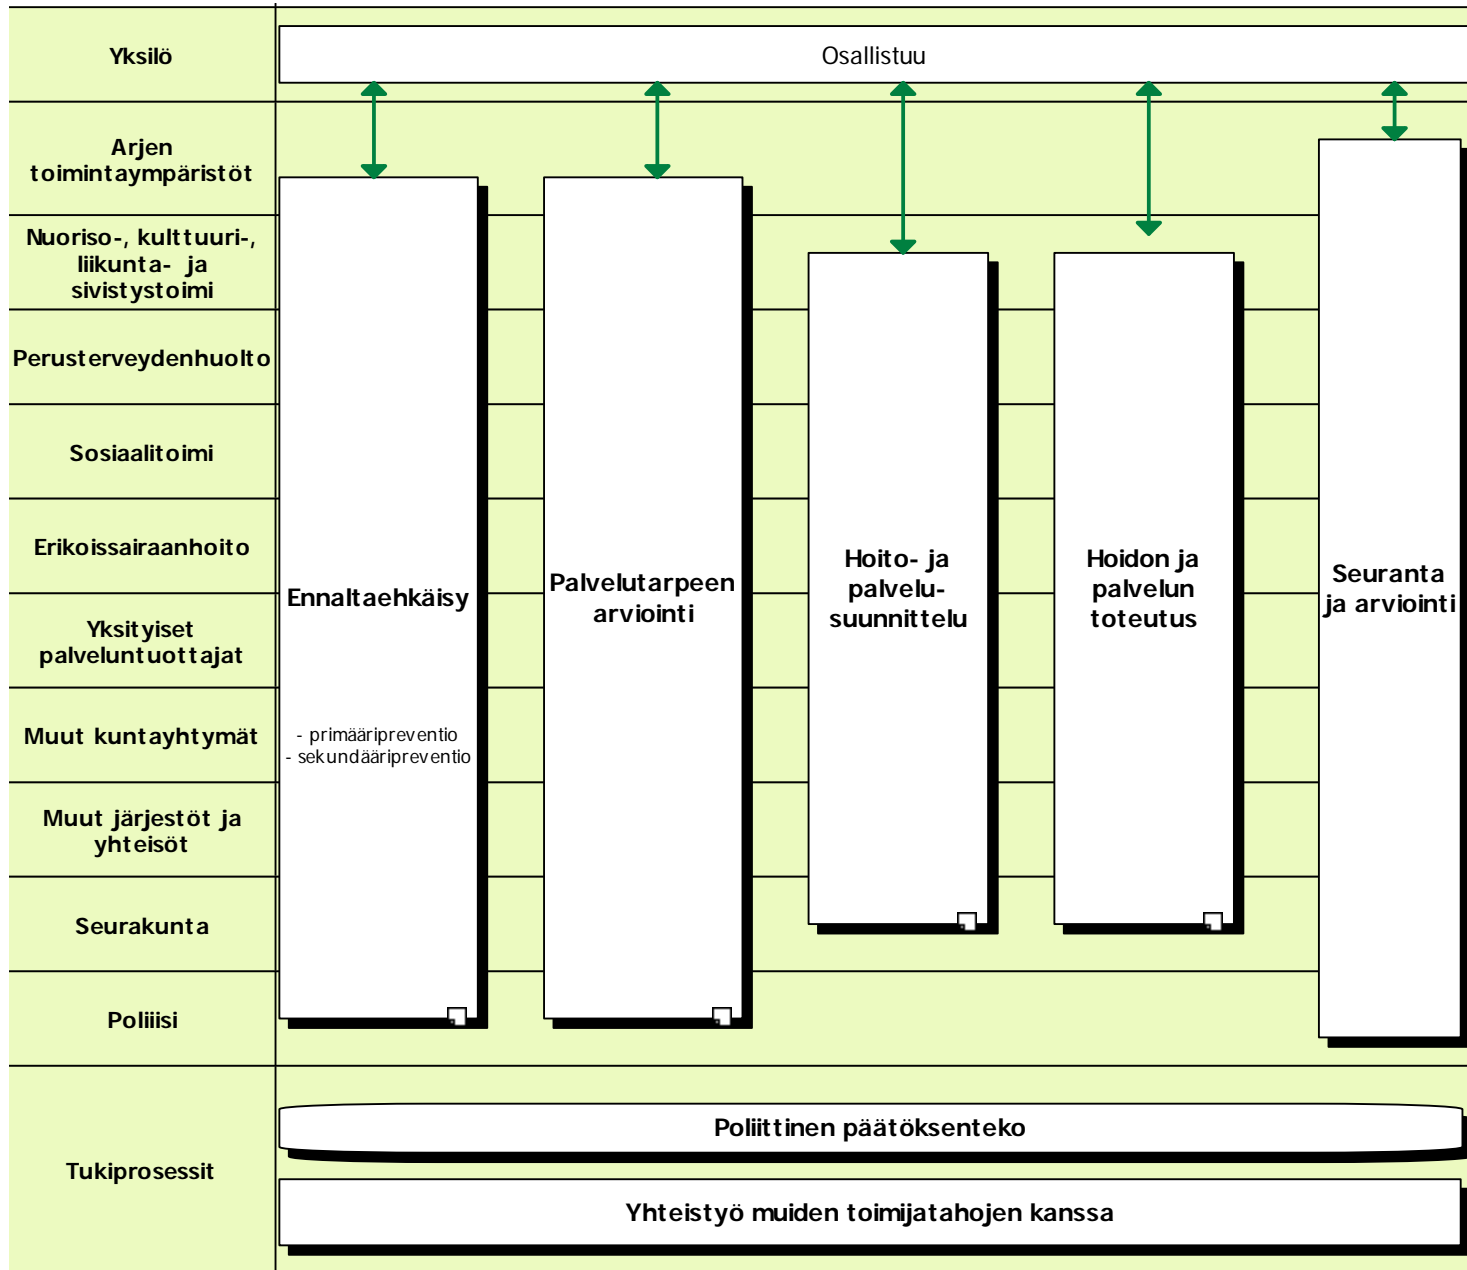 Yksilö
Osallistuu
Arjen
toimintaympäristöt
Nuoriso-, kulttuuri-,
liikunta- ja
sivistystoimi
Perusterveydenhuolto
Sosiaalitoimi
Erikoissairaanhoito
Yksityiset
palveluntuottajat
Muut kuntayhtymät
Muut järjestöt ja
yhteisöt
Seurakunta
Poliiisi
Ennaltaehkäisy
- primääripreventio
- sekundääripreventio
Palvelutarpeen
arviointi
Hoito- ja
palvelu-
suunnittelu
Hoidon ja
palvelun
toteutus
Seuranta
ja arviointi
Tukiprosessit
Poliittinen päätöksenteko
Yhteistyö muiden toimijatahojen kanssa